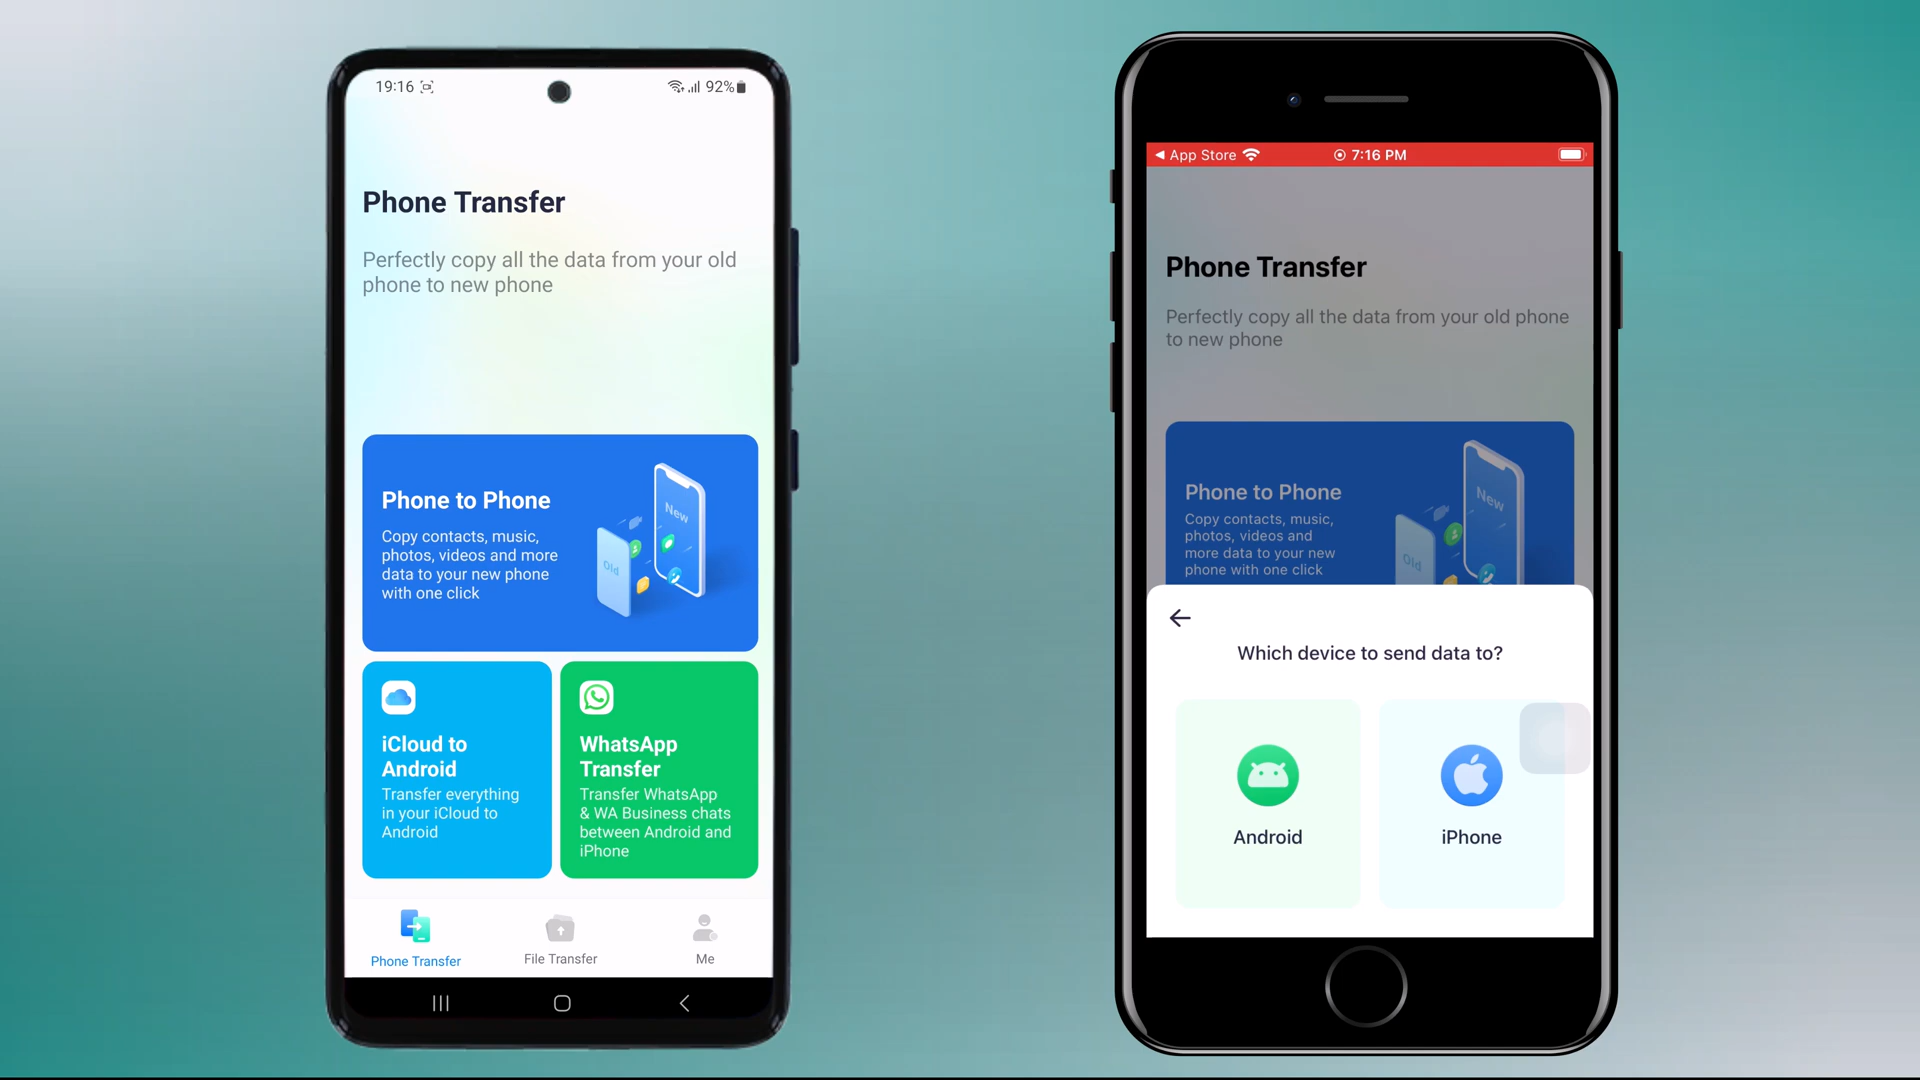 19:16
92%
Phone Transfer
Perfectly copy all the data from your old
phone to new phone
Phone to Phone
Copy contacts, music,
photos, videos and more
data to your new phone
with one click
New
Old
iCloud to
Android
Transfer everything
in your iCloud to
Android
WhatsApp
Transfer
Transfer WhatsApp
& WA Business chats
between Android and
iPhone
Phone Transfer
File Transfer
Me
App Store
7:16 PM
Phone Transfer
Perfectly copy all the data from your old phone
to new phone
Phone to Phone
Copy contacts, music,
photos, videos and
more data to your new
phone with one click
New
Old
Which device to send data to?
Android
iPhone